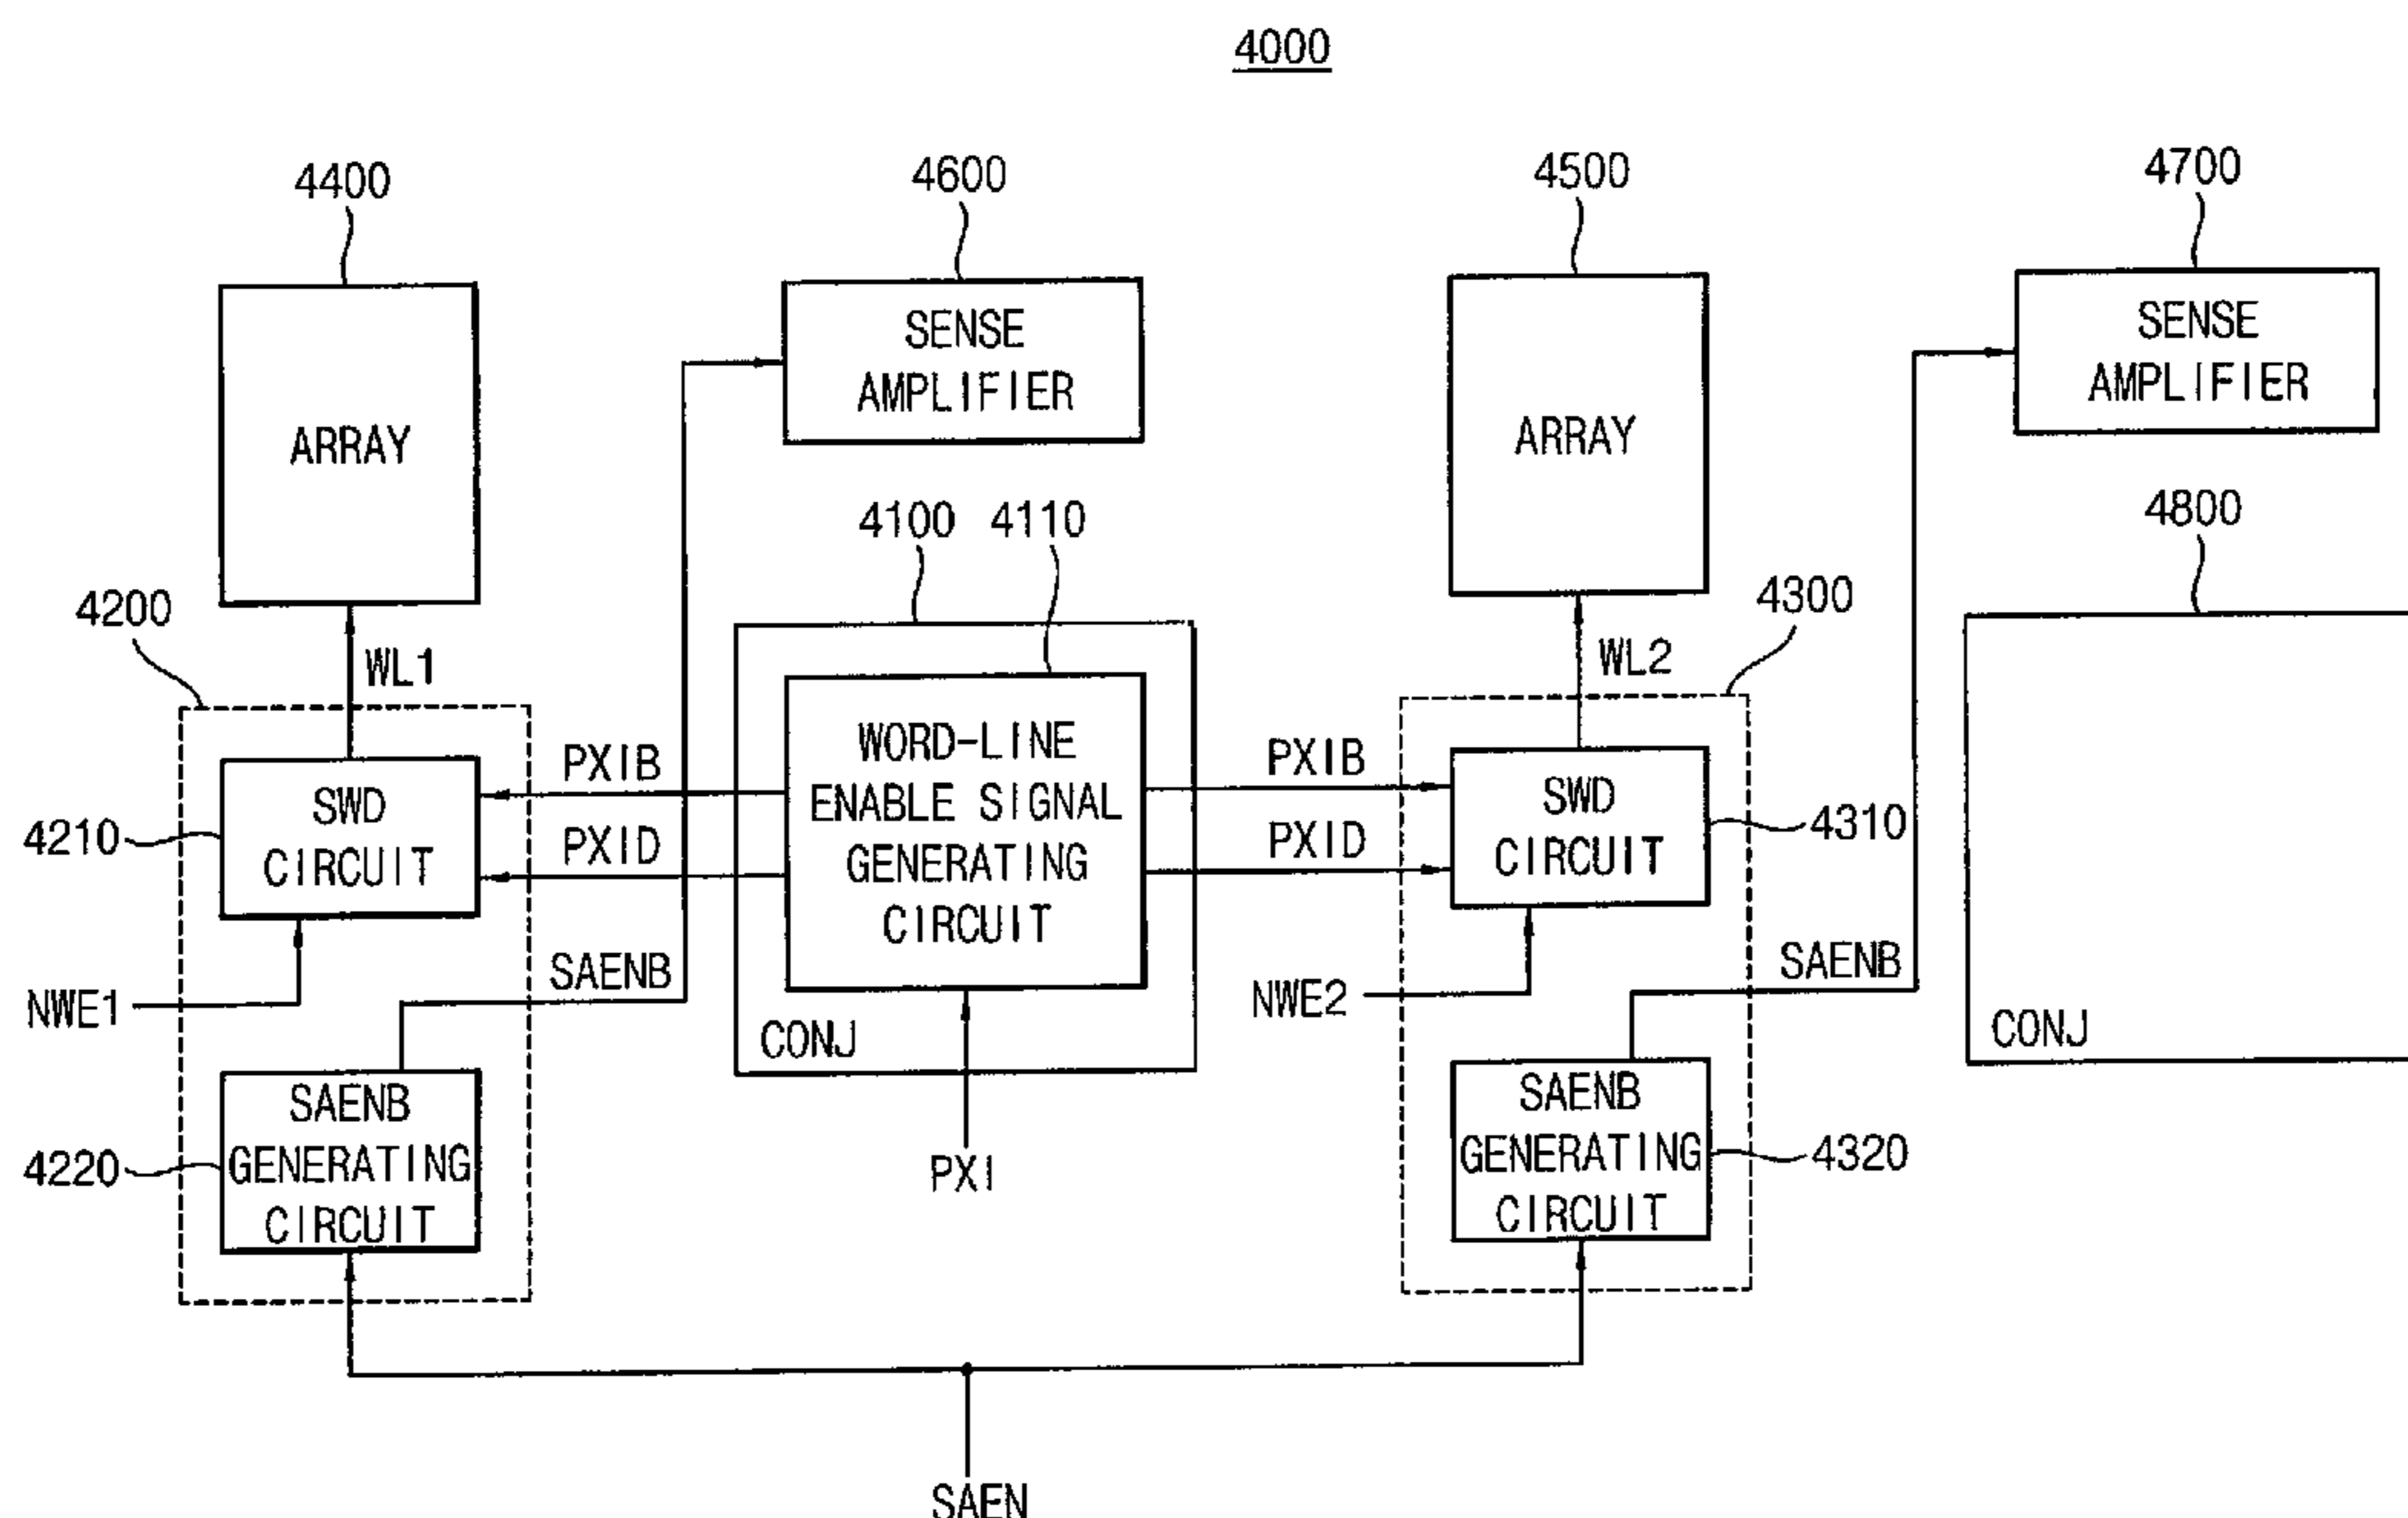 4000
4400
4600
4500
4700
ARRAY
SENSE
AMPLIFIER
ARRAY
SENSE
AMPLIFIER
4100
4110
4800
4200
WL1
4300
WL2
SWD
CIRCUIT
4210
PXIB
PXID
WORD-LINE
ENABLE SIGNAL
GENERATING
CIRCUIT
PXIB
PXID
SWD
CIRCUIT
4310
NWE1
SAENB
CONJ
NWE2
SAENB
CONJ
SAENB
GENERATING
CIRCUIT
4220
PXI
SAENB
GENERATING
CIRCUIT
4320
SAEN